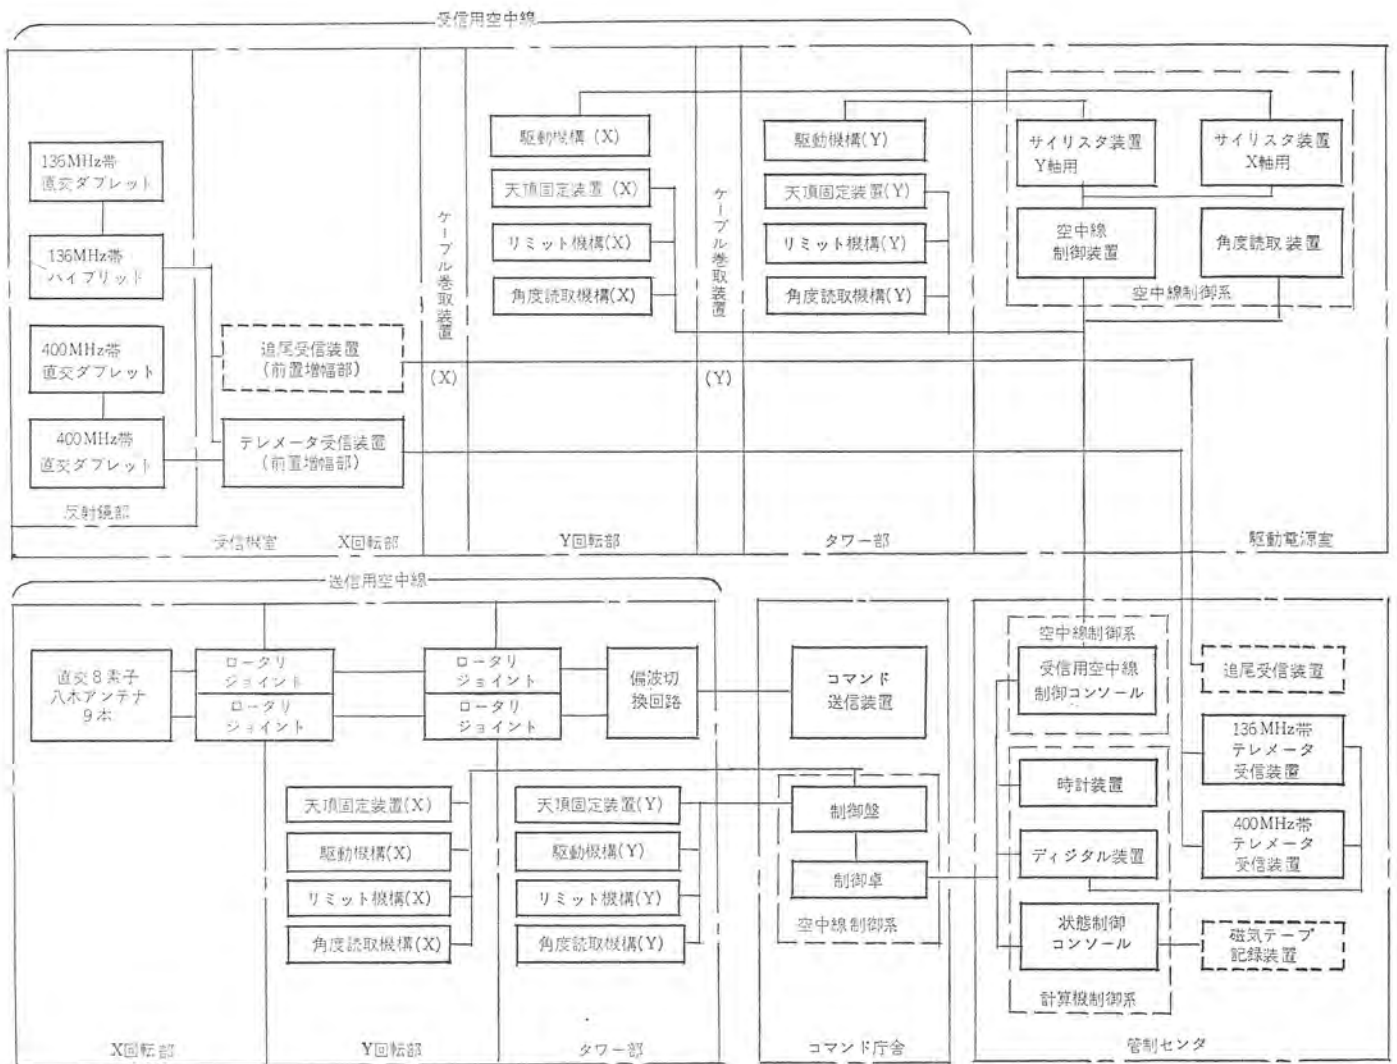 受信用空中線
136MHz帯
直交ダブレット
136MHz帯
ハイブリッド
400MHz帯
直交ダブレット
400MHz帯
直交ダブレット
反射鏡部
追尾受信装置
(前置増幅部)
テレメータ受信装置
(前置増幅部)
受信機室
X回転部
ケーブル巻取装置
(X)
駆動機構(X)
天頂固定装置(X)
リミット機構(X)
角度読取機構(X)
Y回転部
ケーブル巻取装置
(Y)
駆動機構(Y)
天頂固定装置(Y)
リミット機構(Y)
角度読取機構(Y)
タワー部
サイリスタ装置
Y軸用
サイリスタ装置
X軸用
空中線
制御装置
角度読取装置
空中線制御系
駆動電源室
送信用空中線
直交8素子
八木アンテナ
9本
ロータリ
ジョイント
ロータリ
ジョイント
ロータリ
ジョイント
ロータリ
ジョイント
偏波切
換回路
天頂固定装置(X)
駆動機構(X)
リミット機構(X)
角度読取機構(X)
天頂固定装置(Y)
駆動機構(Y)
リミット機構(Y)
角度読取機構(Y)
X回転部
Y回転部
タワー部
コマンド
送信装置
制御盤
制御卓
空中線制御系
コマンド庁舎
空中線制御系
受信用空中線
制御コンソール
時計装置
ディジタル装置
状態制御
コンソール
計算機制御系
追尾受信装置
136MHz帯
テレメータ
受信装置
400MHz帯
テレメータ
受信装置
磁気テープ
記録装置
管制センタ